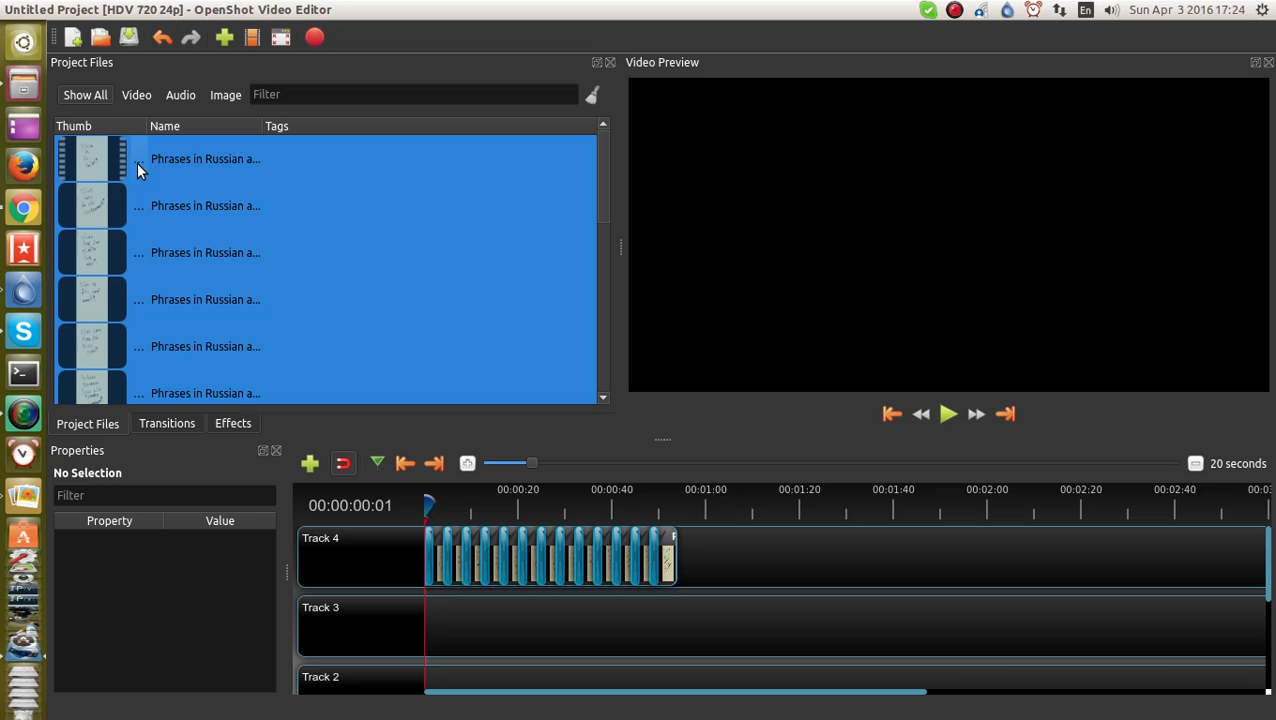 Untitled Project [HDV 720 24p] - OpenShot Video Editor
En
Sun Apr 3 2016 17:24
Project Files
Video Preview
Show All
Video
Audio
Image
Filter
Thumb
Name
Tags
... Phrases in Russian a...
... Phrases in Russian a...
... Phrases in Russian a...
... Phrases in Russian a...
... Phrases in Russian a...
... Phrases in Russian a...
Project Files
Transitions
Effects
Properties
No Selection
Filter
Property
Value
20 seconds
00:00:00:01
00:00:20
00:00:40
00:01:00
00:01:20
00:01:40
00:02:00
00:02:20
00:02:40
Track 4
Track 3
Track 2